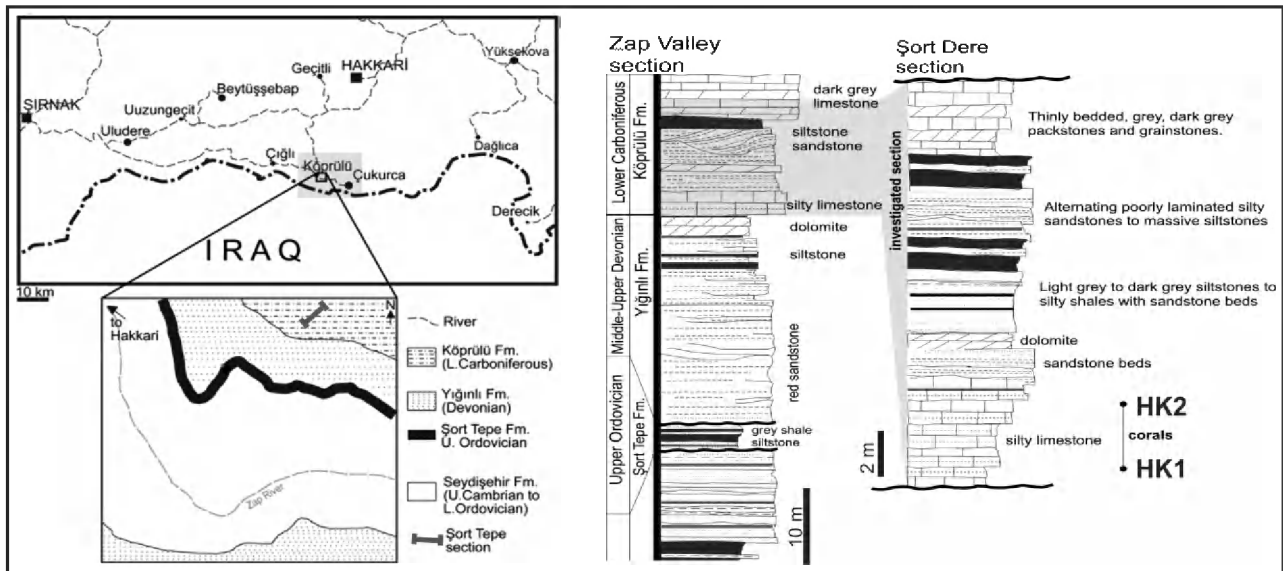 Yüksekova
HAKKARİ
Geçitli
Beytüşşebap
ŞIRNAK
Uuzungeçit
Uludere
Dağlıca
Çığlı
Köprülü
Çukurca
Derecik
IRAQ
10 km
to
Hakkari
N
Zap River
River
Köprülü Fm.
(L.Carboniferous)
Yığınlı Fm.
(Devonian)
Şort Tepe Fm.
U. Ordovician
Seydişehir Fm.
(U.Cambrian to
L.Ordovician)
Şort Tepe
section
Zap Valley
section
Lower Carboniferous
Köprülü Fm.
Middle-Upper Devonian
Yığınlı Fm.
Upper Ordovician
Şort Tepe Fm.
dark grey
limestone
siltstone
sandstone
silty limestone
dolomite
siltstone
red sandstone
grey shale
siltstone
10 m
Şort Dere
section
investigated section
Thinly bedded, grey, dark grey
packstones and grainstones.
Alternating poorly laminated silty
sandstones to massive siltstones
Light grey to dark grey siltstones to
silty shales with sandstone beds
dolomite
sandstone beds
silty limestone
2 m
HK2
corals
HK1